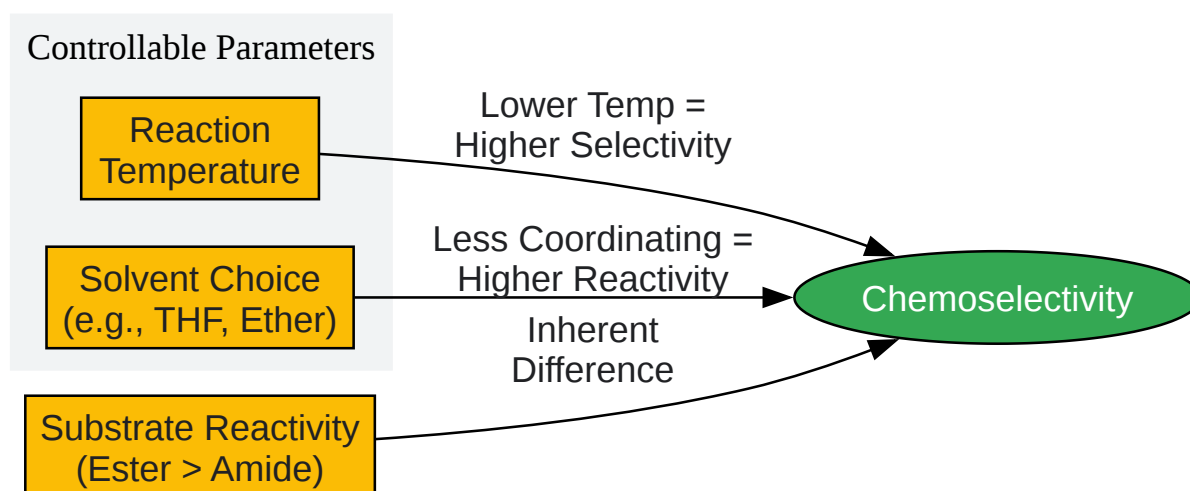 Controllable Parameters
Reaction
Temperature
Lower Temp =
Higher Selectivity
Solvent Choice
(e.g., THF, Ether)
Less Coordinating =
Higher Reactivity
Chemoselectivity
Substrate Reactivity
(Ester > Amide)
Inherent
Difference